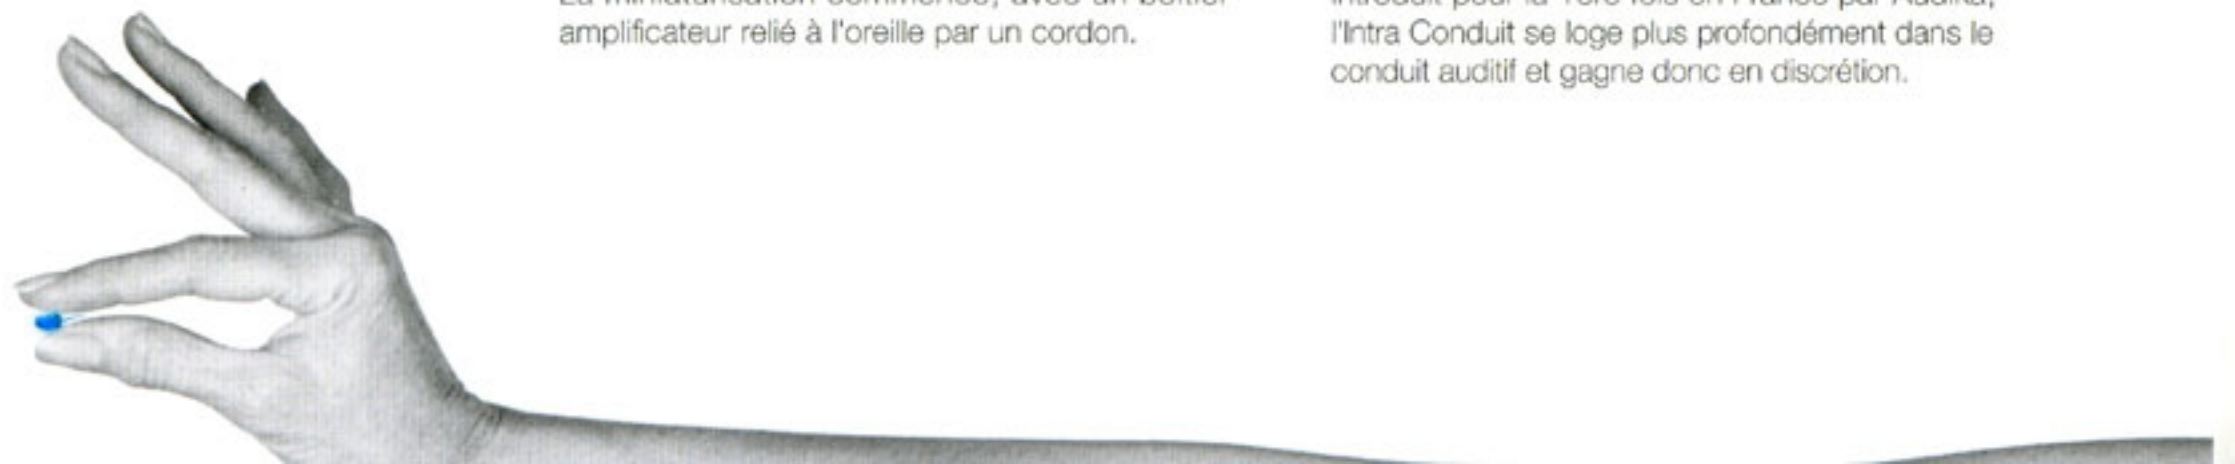 amplificateur relié à l'oreille par un cordon.
l'Intra Conduit se loge plus profondément dans le
conduit auditif et gagne donc en discrétion.